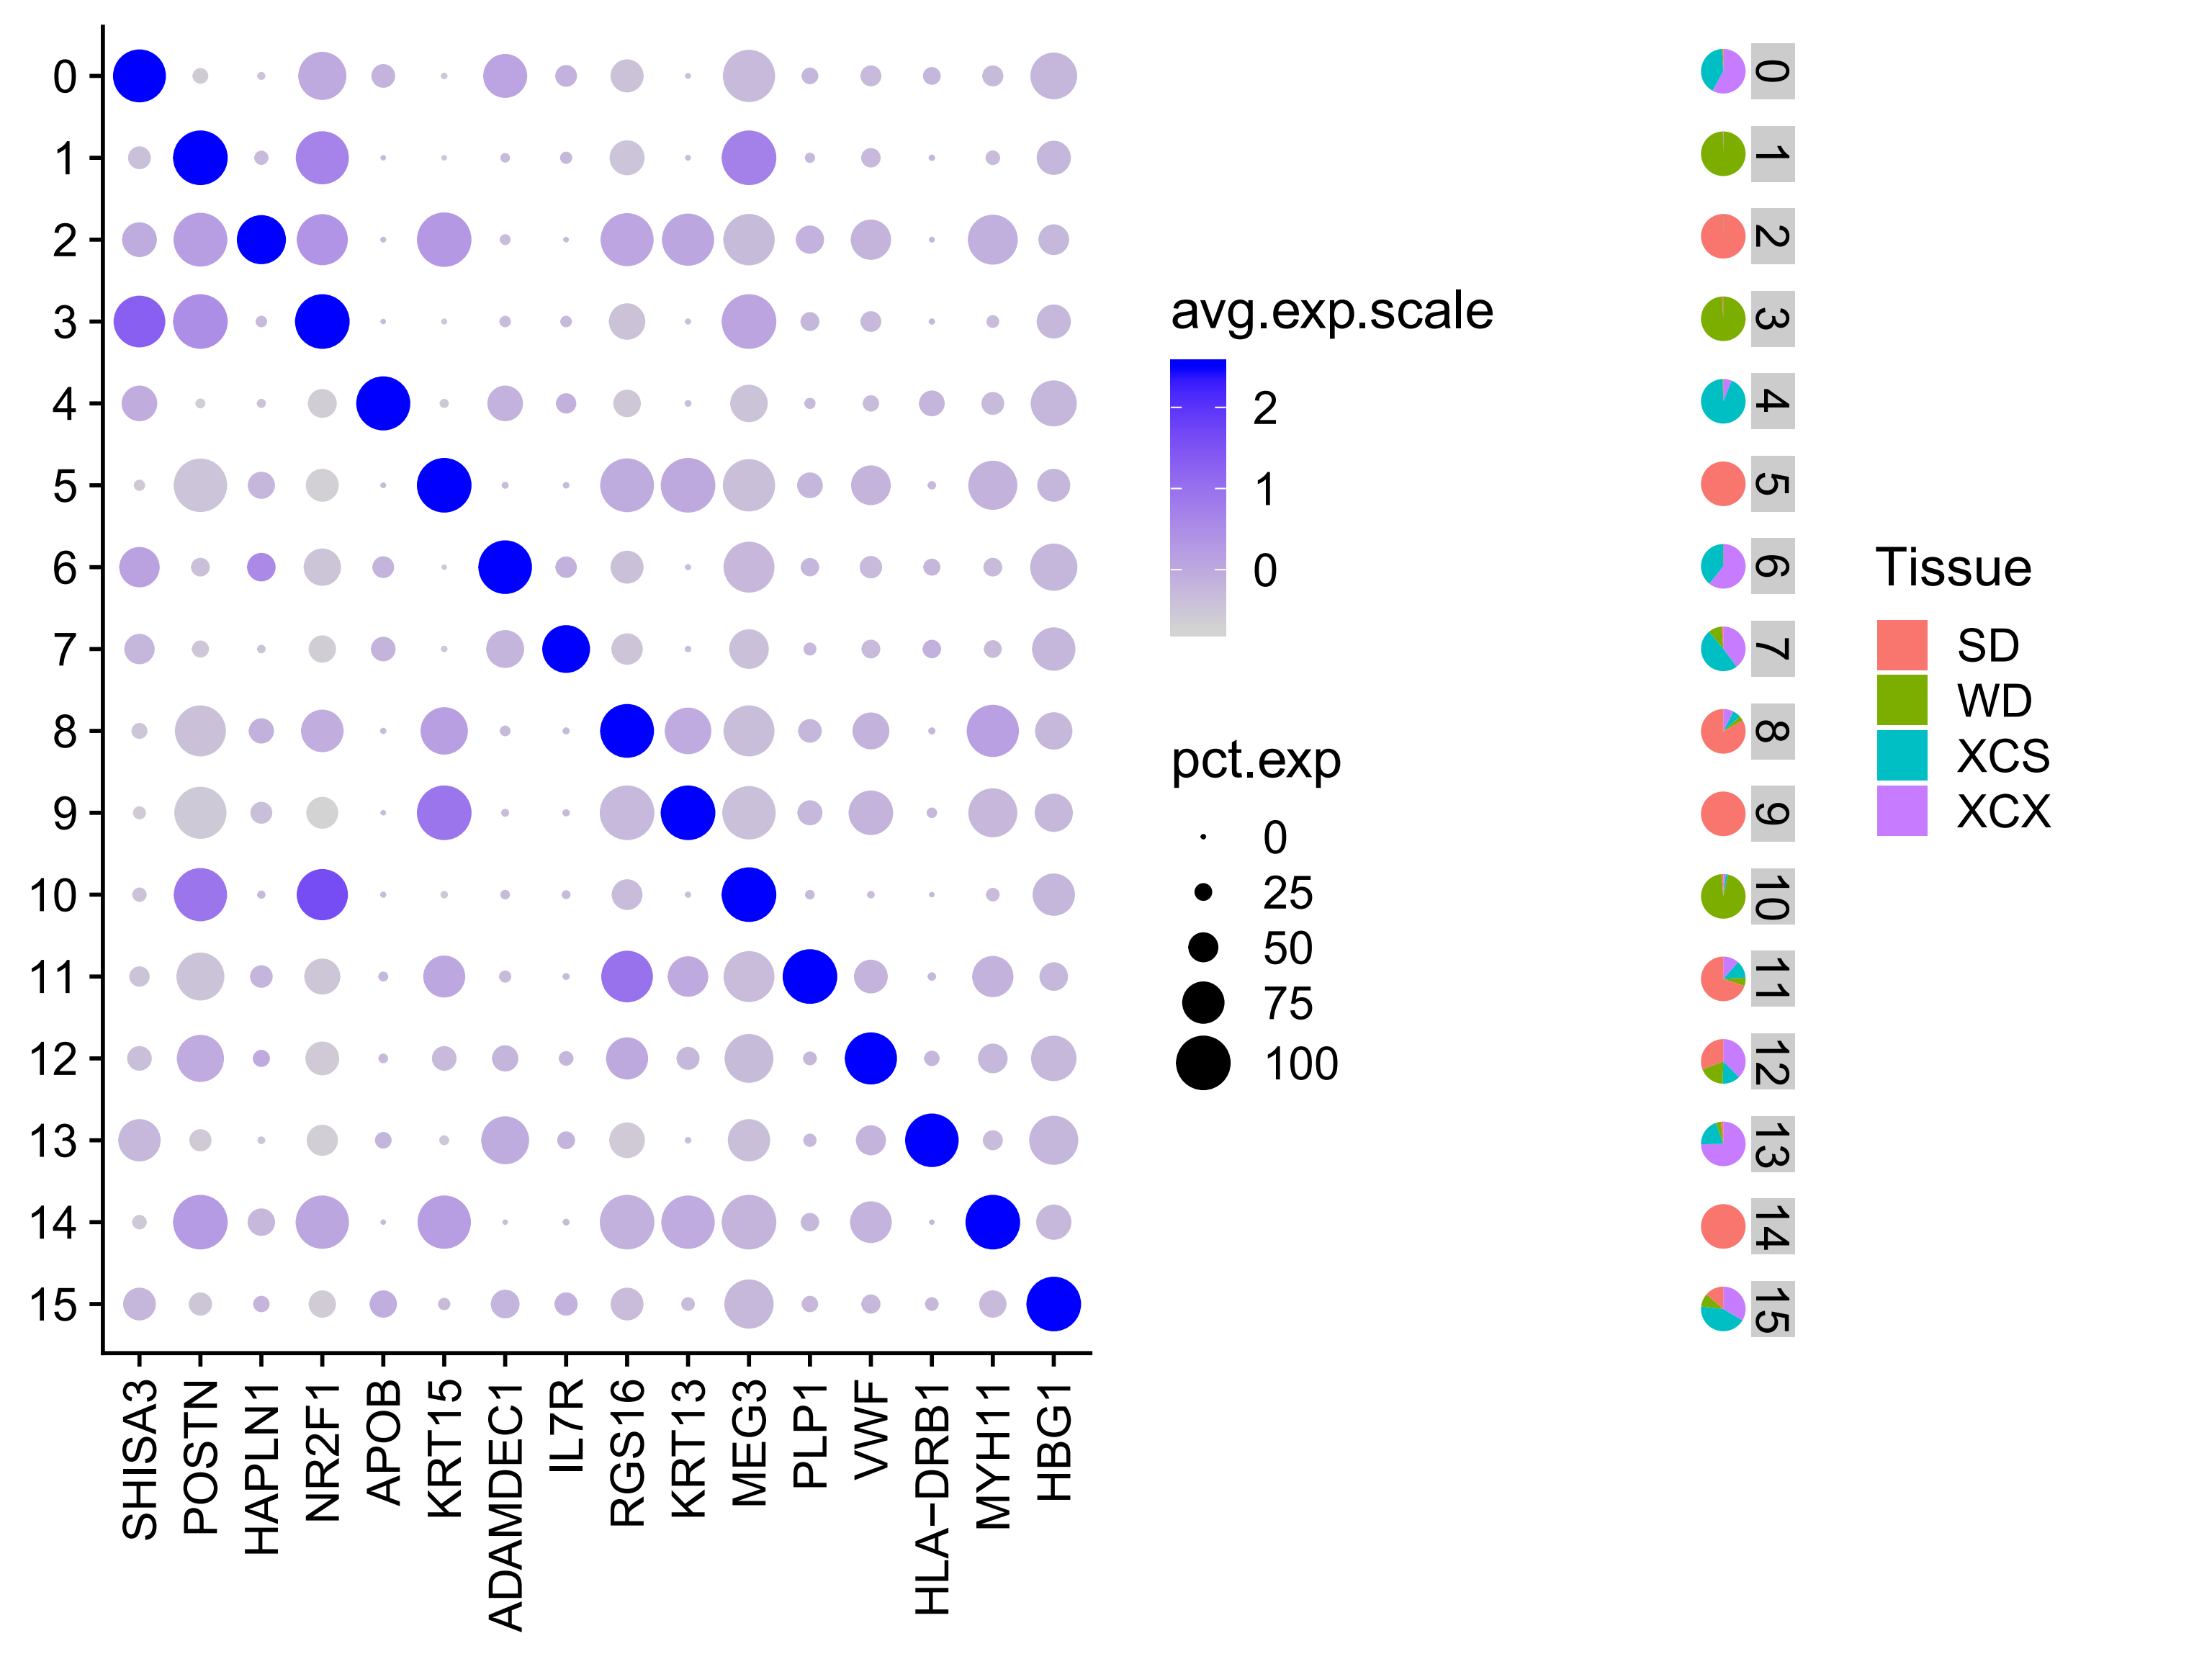 0
1
2
3
4
5
6
7
8
9
10
11
12
13
14
15
SHISA3
POSTN
HAPLN1
NR2F1
APOB
KRT15
ADAMDEC1
IL7R
RGS16
KRT13
MEG3
PLP1
VWF
HLA−DRB1
MYH11
HBG1
avg.exp.scale
2
1
0
pct.exp
0
25
50
75
100
0
1
2
3
4
5
6
7
8
9
10
11
12
13
14
15
Tissue
SD
WD
XCS
XCX